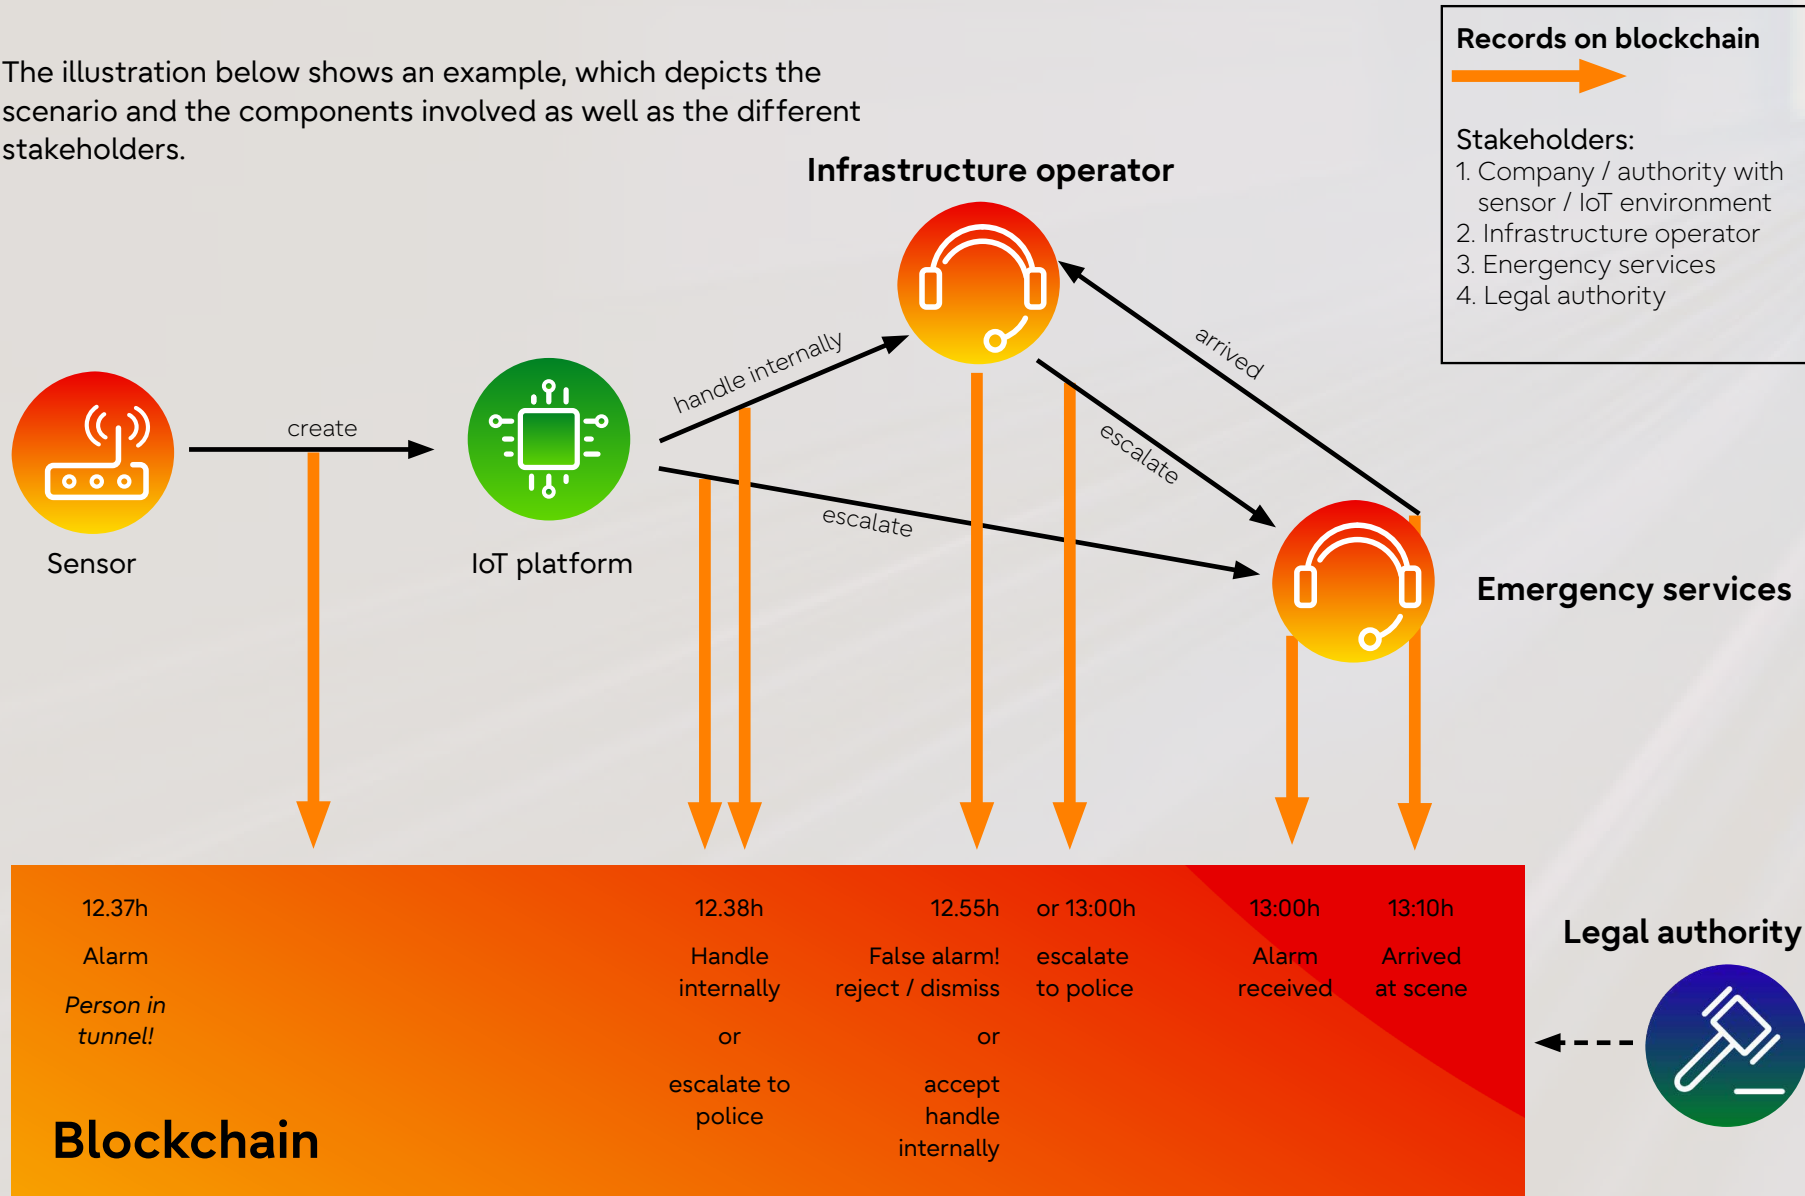 The illustration below shows an example, which depicts the
scenario and the components involved as well as the different
stakeholders.
Records on blockchain
Stakeholders:
1. Company / authority with
sensor / IoT environment
2. Infrastructure operator
3. Energency services
4. Legal authority
Infrastructure operator
handle internally
arrived
create
escalate
escalate
Sensor
IoT platform
Emergency services
12.37h
Alarm
Person in
tunnel!
12.38h
Handle
internally
or
escalate to
police
12.55h
False alarm!
reject / dismiss
or
accept
handle
internally
or 13:00h
escalate
to police
13:00h
Alarm
received
13:10h
Arrived
at scene
Legal authority
Blockchain